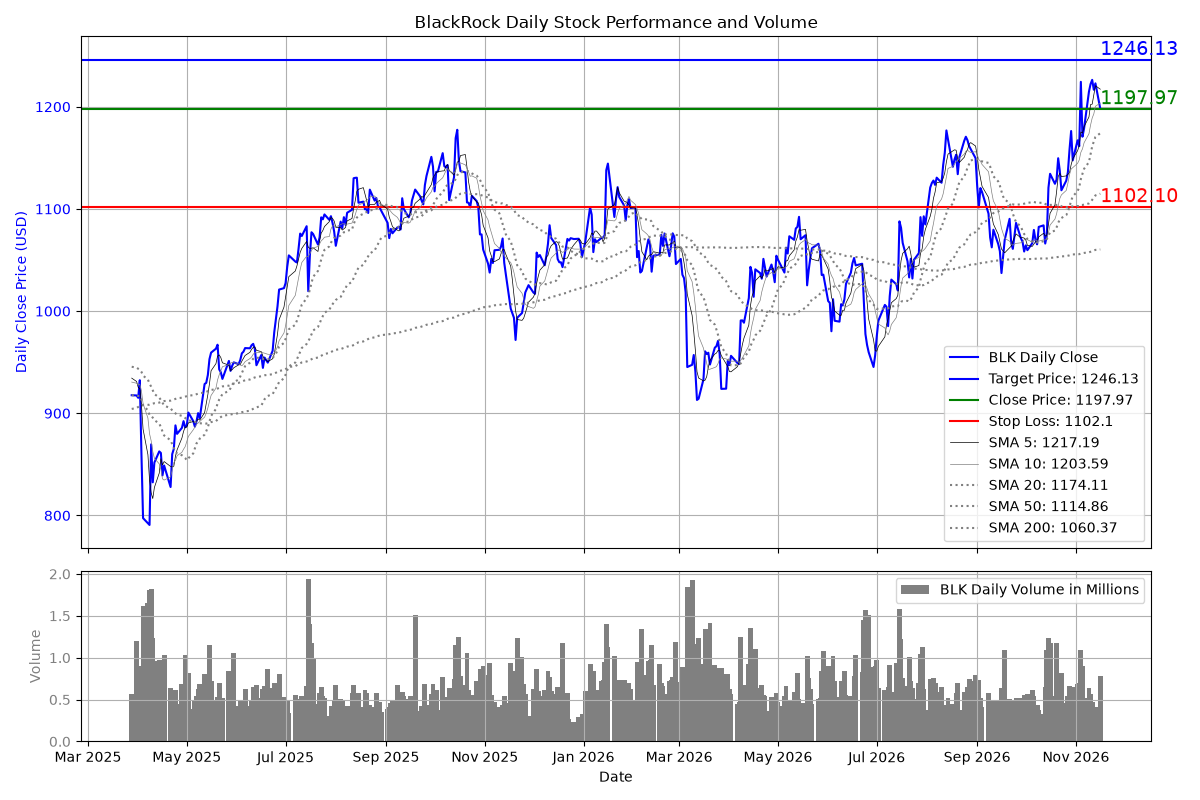 BlackRock Daily Stock Performance and Volume
1246.13
1200
1197.97
1100
1102.10
1000
900
800
Daily Close Price (USD)
BLK Daily Close
Target Price: 1246.13
Close Price: 1197.97
Stop Loss: 1102.1
SMA 5: 1217.19
SMA 10: 1203.59
SMA 20: 1174.11
SMA 50: 1114.86
SMA 200: 1060.37
2.0
1.5
1.0
0.5
0.0
Volume
BLK Daily Volume in Millions
Mar 2025 May 2025 Jul 2025 Sep 2025 Nov 2025 Jan 2026 Mar 2026 May 2026 Jul 2026 Sep 2026 Nov 2026
Date